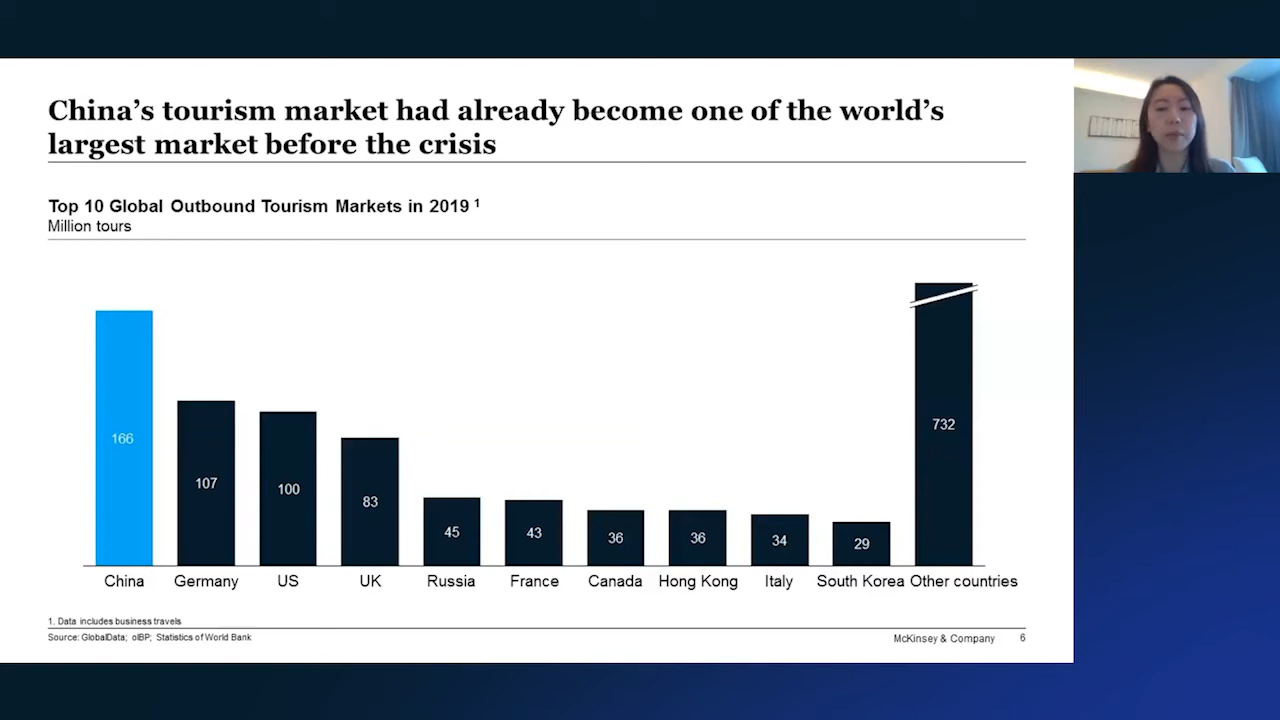 China’s tourism market had already become one of the world’s
largest market before the crisis
Top 10 Global Outbound Tourism Markets in 2019 1
Million tours
166
107
100
83
45
43
36
36
34
29
732
China
Germany
US
UK
Russia
France
Canada
Hong Kong
Italy
South Korea
Other countries
1. Data includes business travels
Source: GlobalData; oIBP; Statistics of World Bank
McKinsey & Company 6